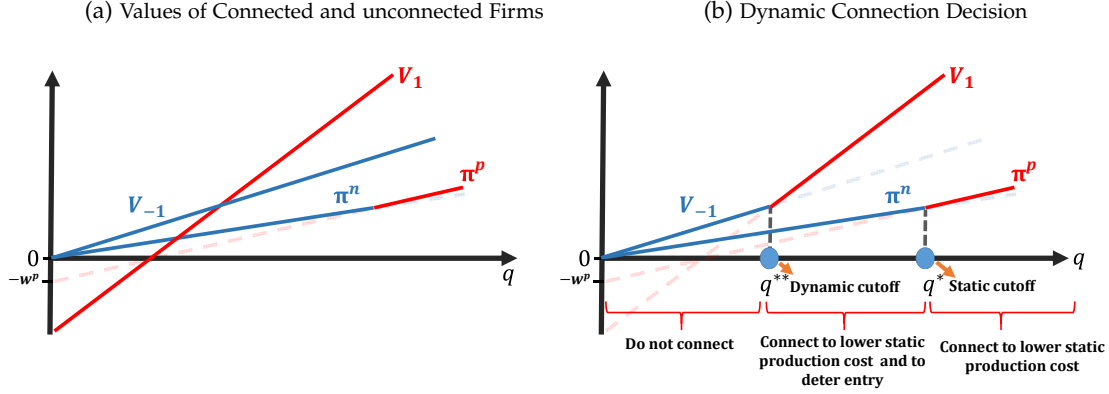 (a) Values of Connected and unconnected Firms
V₁
πᵖ
πⁿ
V₋₁
0
−wᵖ
q
(b) Dynamic Connection Decision
V₁
πᵖ
πⁿ
V₋₁
0
−wᵖ
q
q** Dynamic cutoff
q* Static cutoff
Do not connect
Connect to lower static
production cost and to
deter entry
Connect to lower static
production cost